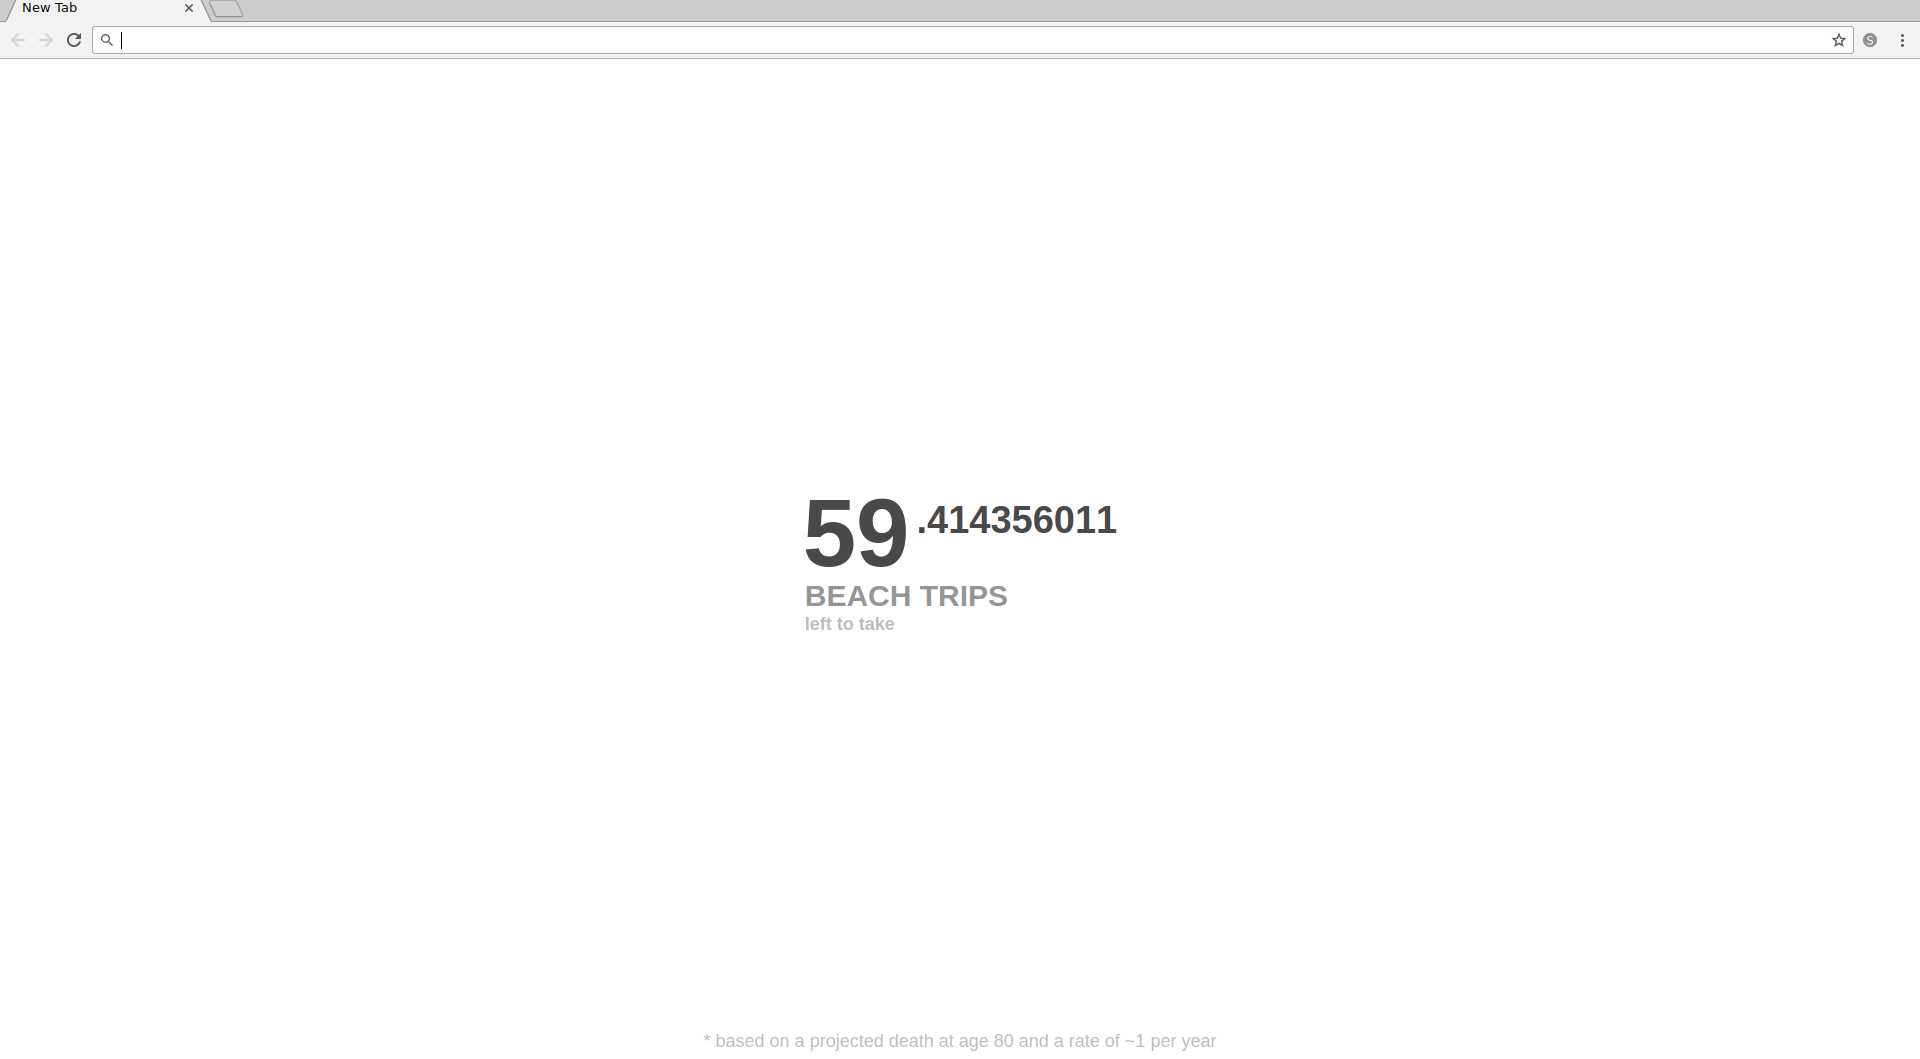 New Tab
S
59.414356011
BEACH TRIPS
left to take
* based on a projected death at age 80 and a rate of ~1 per year